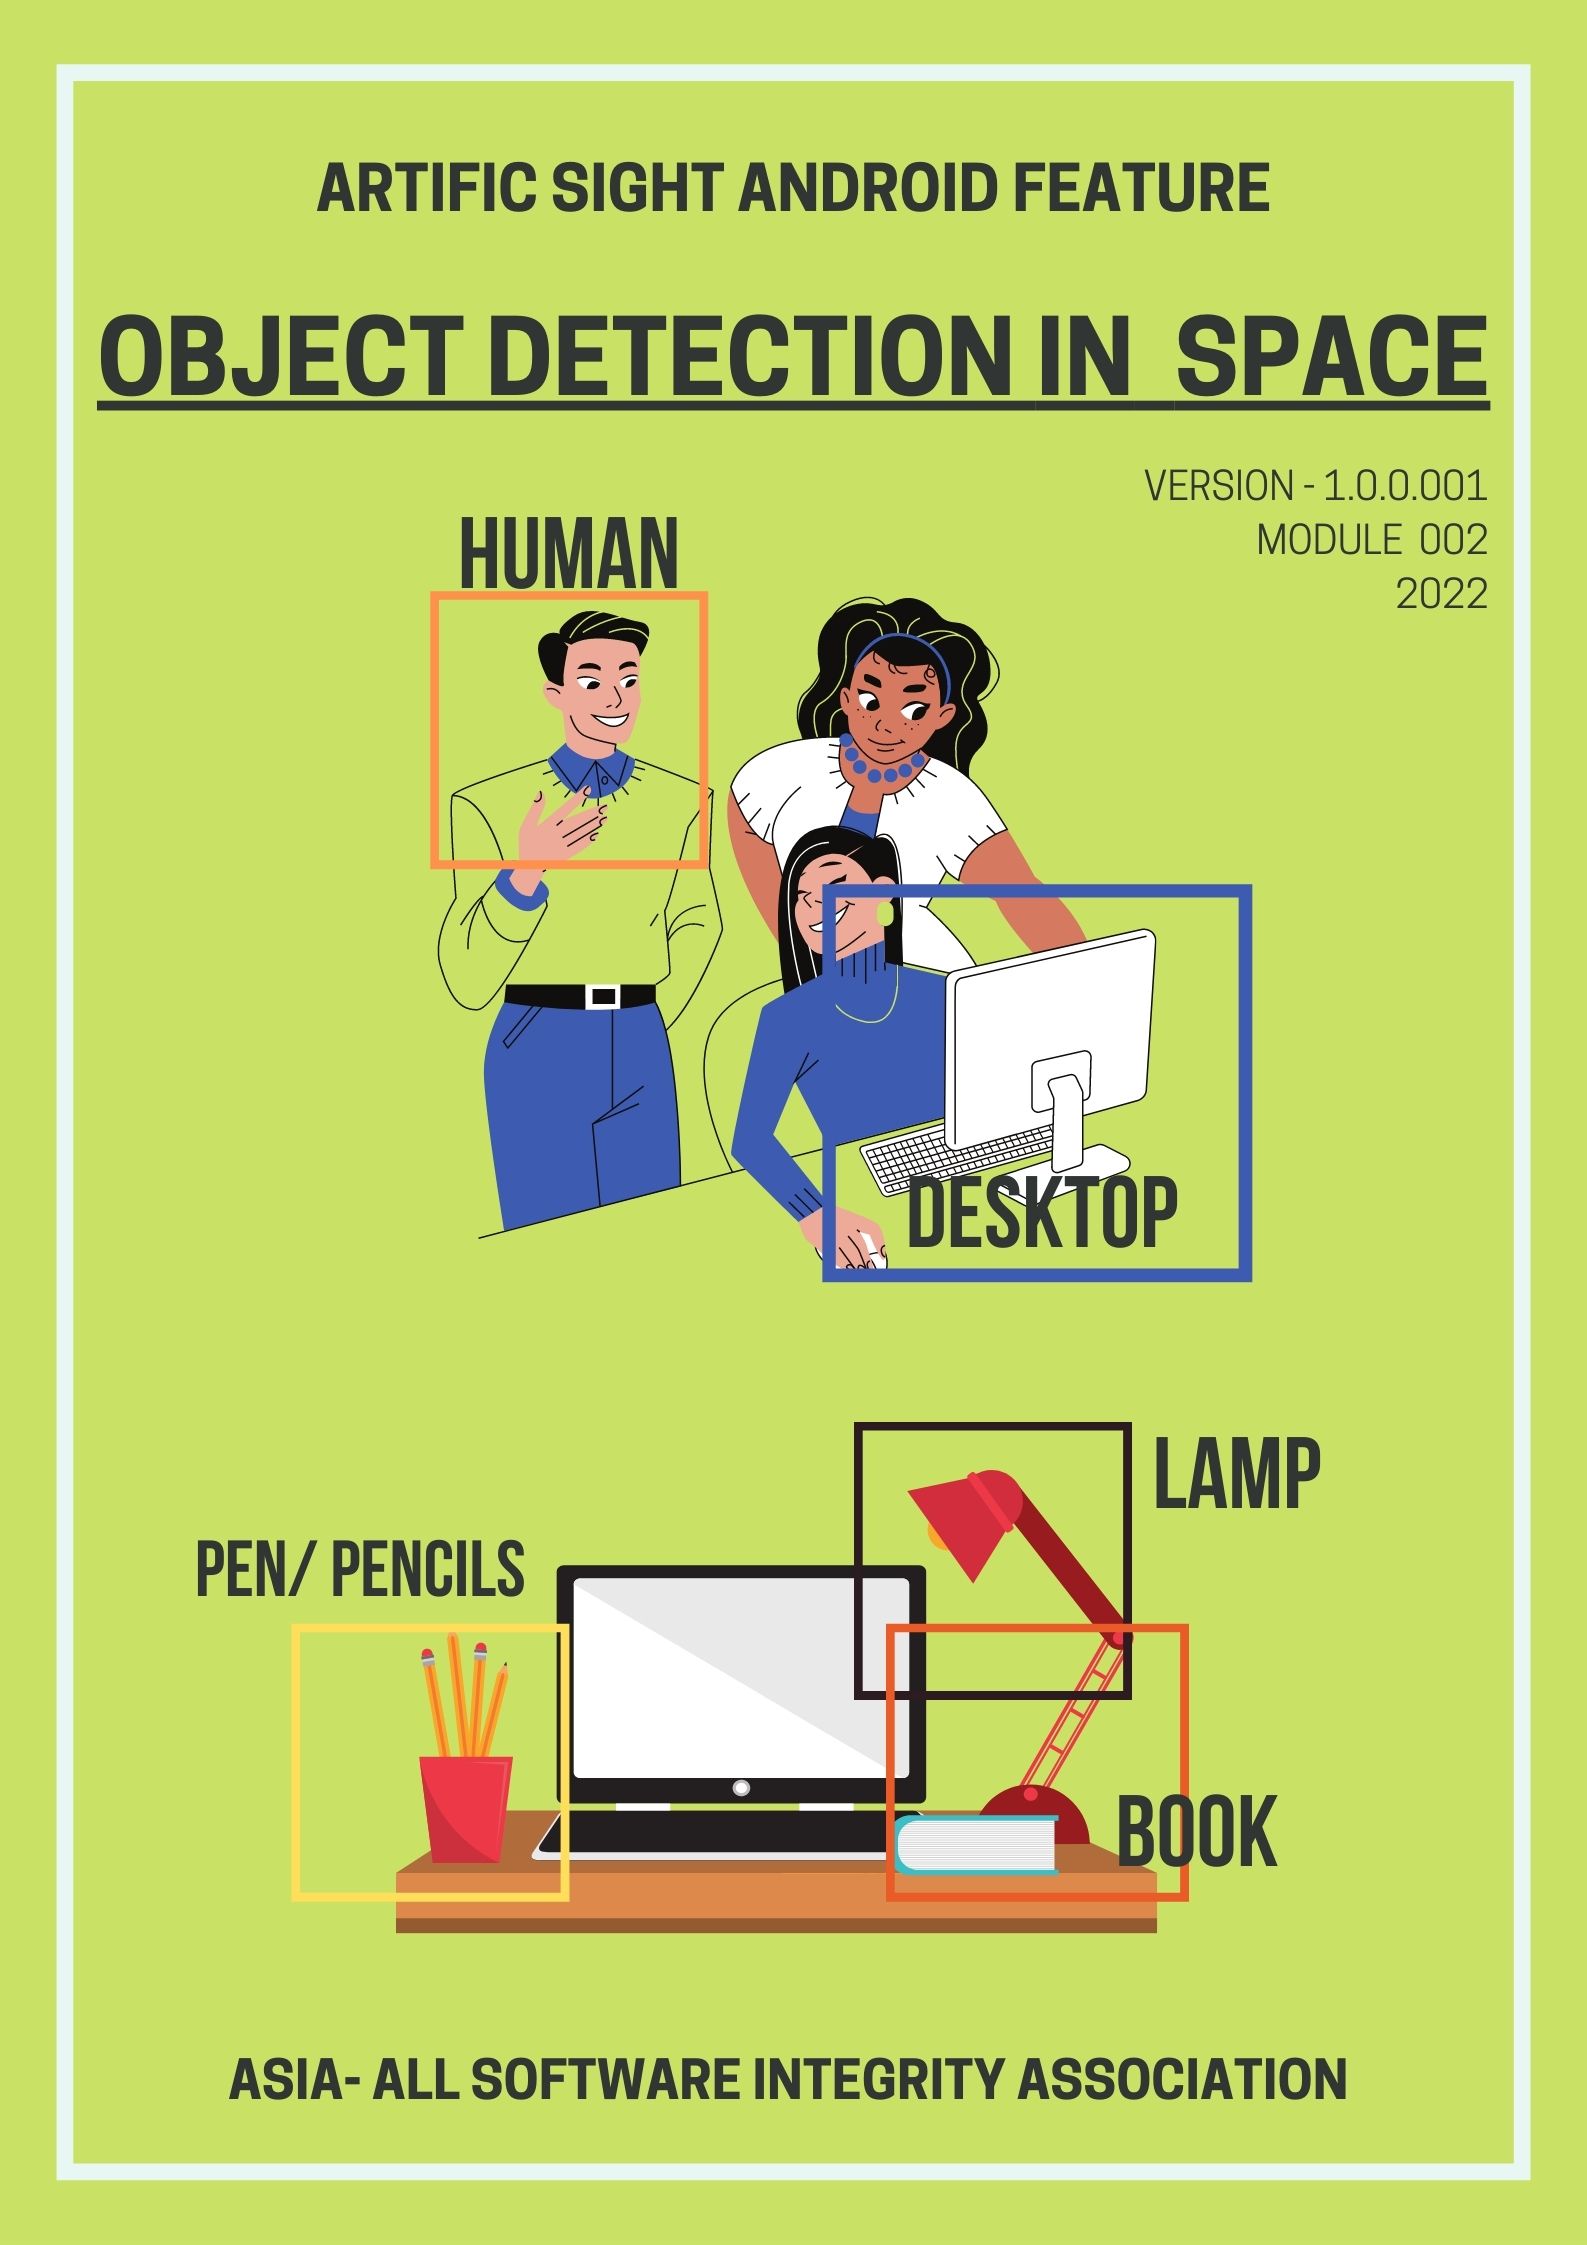 ARTIFIC SIGHT ANDROID FEATURE
OBJECT DETECTION IN SPACE
VERSION - 1.0.0.001
MODULE 002
2022
HUMAN
DESKTOP
LAMP
PEN/ PENCILS
BOOK
ASIA- ALL SOFTWARE INTEGRITY ASSOCIATION